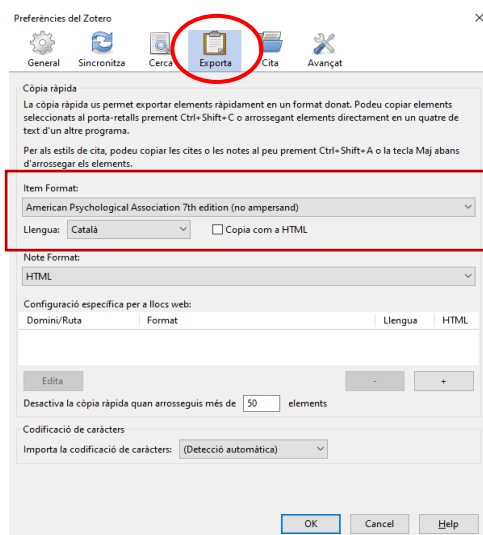 Preferències del Zotero
General Sincronitza Cerca Exporta Cita Avançat
Còpia ràpida
La còpia ràpida us permet exportar elements ràpidament en un format donat. Podeu copiar elements
seleccionats al porta-retalls prement Ctrl+Shift+C o arrossegant elements directament en un quatre de
text d'un altre programa.
Per als estils de cita, podeu copiar les cites o les notes al peu prement Ctrl+Shift+A o la tecla Maj abans
d'arrossegar els elements.
Item Format:
American Psychological Association 7th edition (no ampersand)
Llengua: Català Copia com a HTML
Note Format:
HTML
Configuració específica per a llocs web:
Domini/Ruta Format Llengua HTML
Edita - +
Desactiva la còpia ràpida quan arrosseguis més de 50 elements
Codificació de caràcters
Importa la codificació de caràcters: (Detecció automàtica)
OK Cancel Help